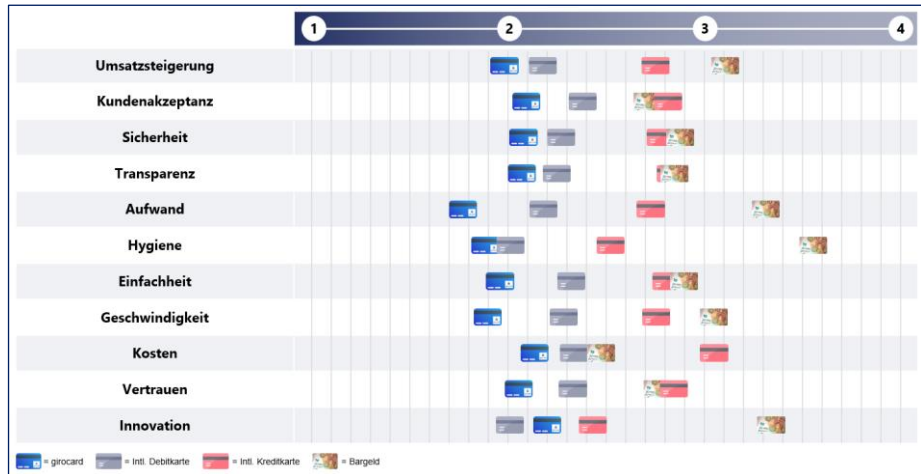 1 2 3 4
Umsatzsteigerung
Kundenakzeptanz
Sicherheit
Transparenz
Aufwand
Hygiene
Einfachheit
Geschwindigkeit
Kosten
Vertrauen
Innovation
= girocard = Intl. Debitkarte = Intl. Kreditkarte = Bargeld